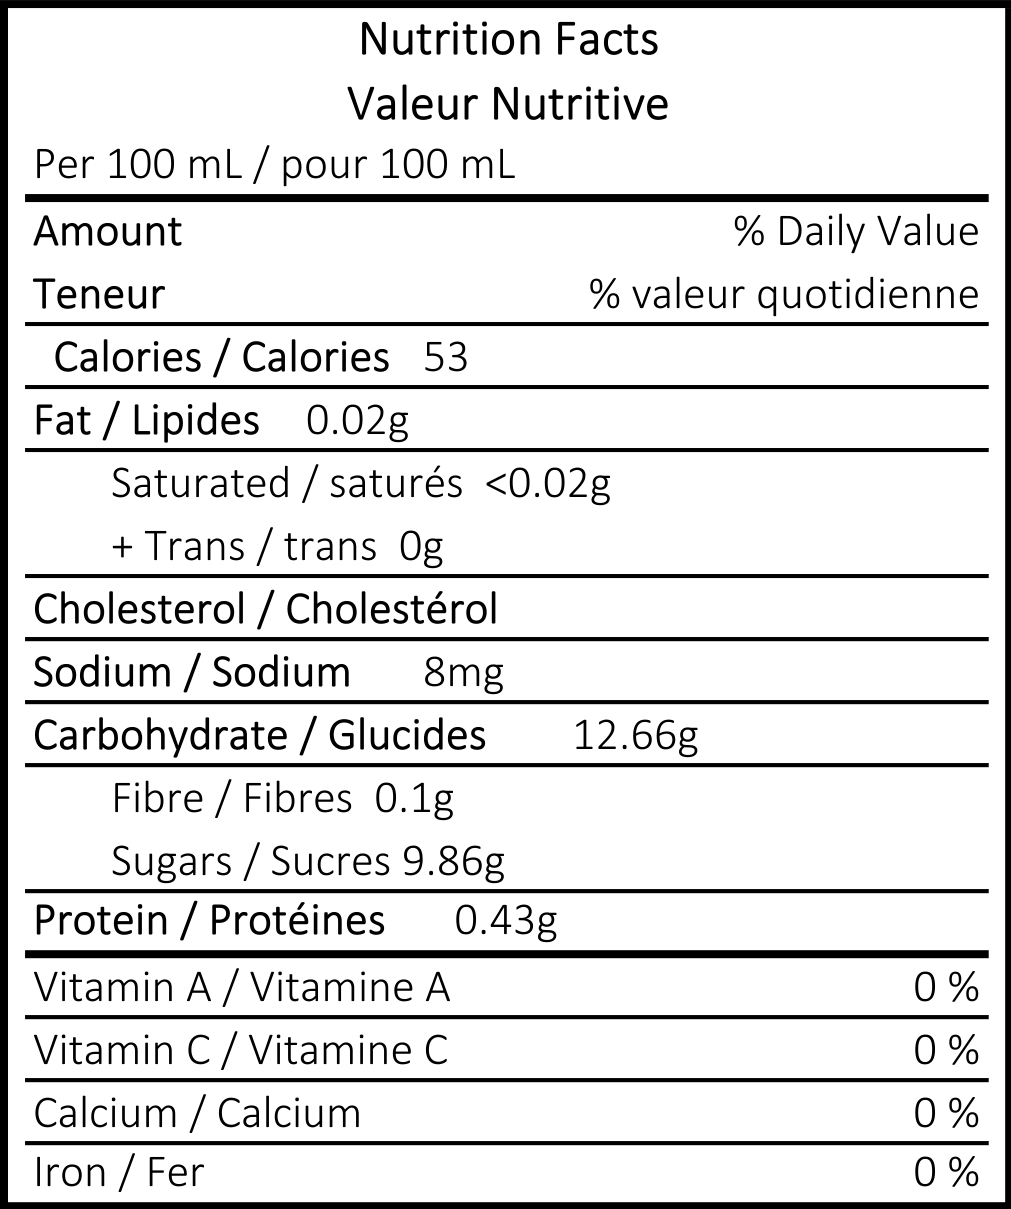 Nutrition Facts
Valeur Nutritive
Per 100 mL / pour 100 mL
Amount % Daily Value
Teneur % valeur quotidienne
Calories / Calories 53
Fat / Lipides 0.02g
Saturated / saturés <0.02g
+ Trans / trans 0g
Cholesterol / Cholestérol
Sodium / Sodium 8mg
Carbohydrate / Glucides 12.66g
Fibre / Fibres 0.1g
Sugars / Sucres 9.86g
Protein / Protéines 0.43g
Vitamin A / Vitamine A 0 %
Vitamin C / Vitamine C 0 %
Calcium / Calcium 0 %
Iron / Fer 0 %